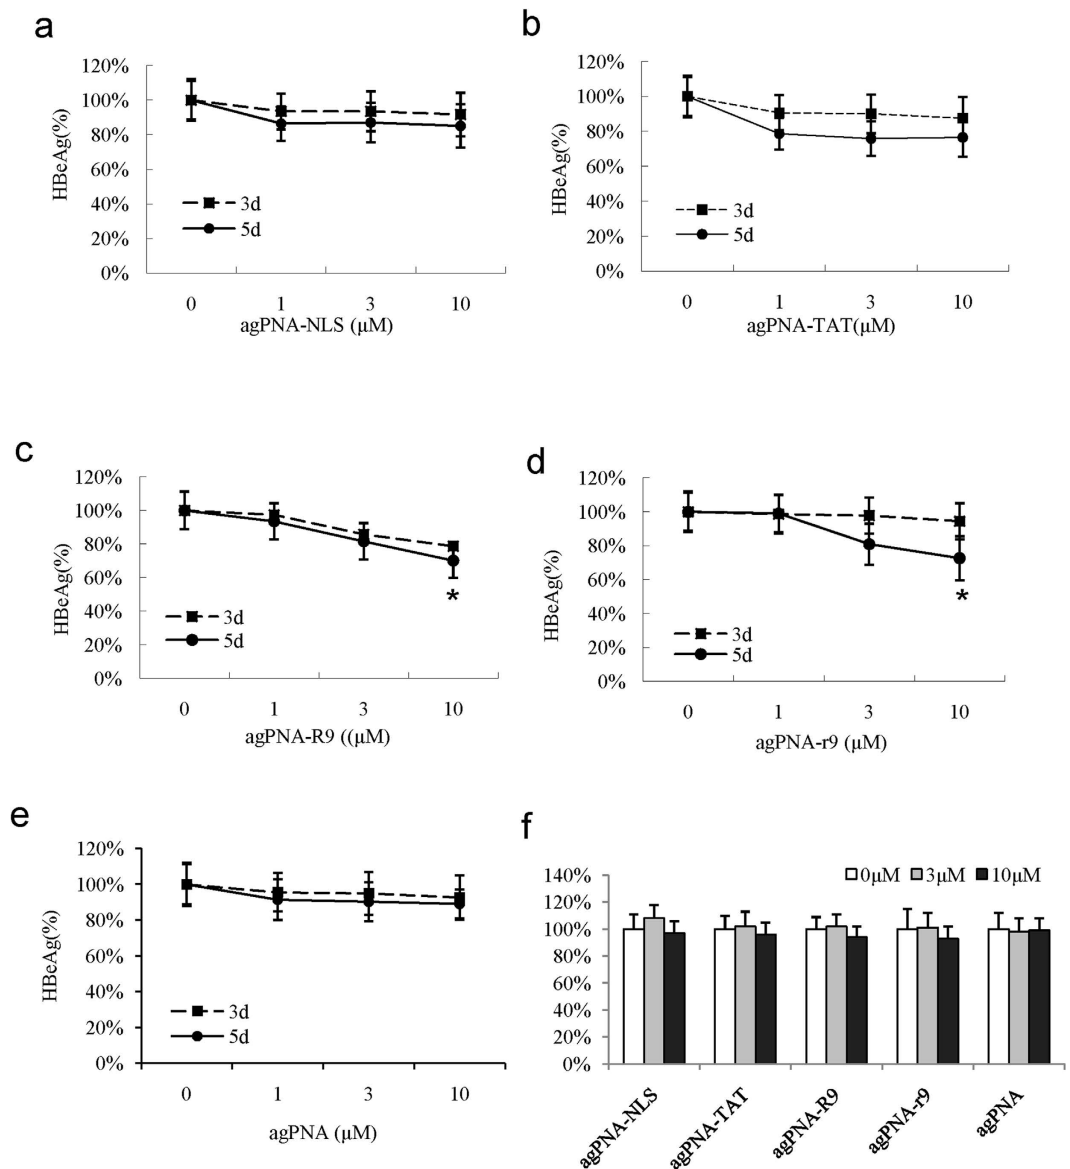 a
120%
100%
80%
60%
40%
20%
0%
HBeAg(%)
3d
5d
0 1 3 10
agPNA-NLS (μM)
b
120%
100%
80%
60%
40%
20%
0%
HBeAg(%)
3d
5d
0 1 3 10
agPNA-TAT(μM)
c
120%
100%
80%
60%
40%
20%
0%
HBeAg(%)
3d
5d
*
0 1 3 10
agPNA-R9 ((μM)
d
120%
100%
80%
60%
40%
20%
0%
HBeAg(%)
3d
5d
*
0 1 3 10
agPNA-r9 (μM)
e
120%
100%
80%
60%
40%
20%
0%
HBeAg(%)
3d
5d
0 1 3 10
agPNA (μM)
f
0μM 3μM 10μM
140%
120%
100%
80%
60%
40%
20%
0%
agPNA-NLS
agPNA-TAT
agPNA-R9
agPNA-r9
agPNA